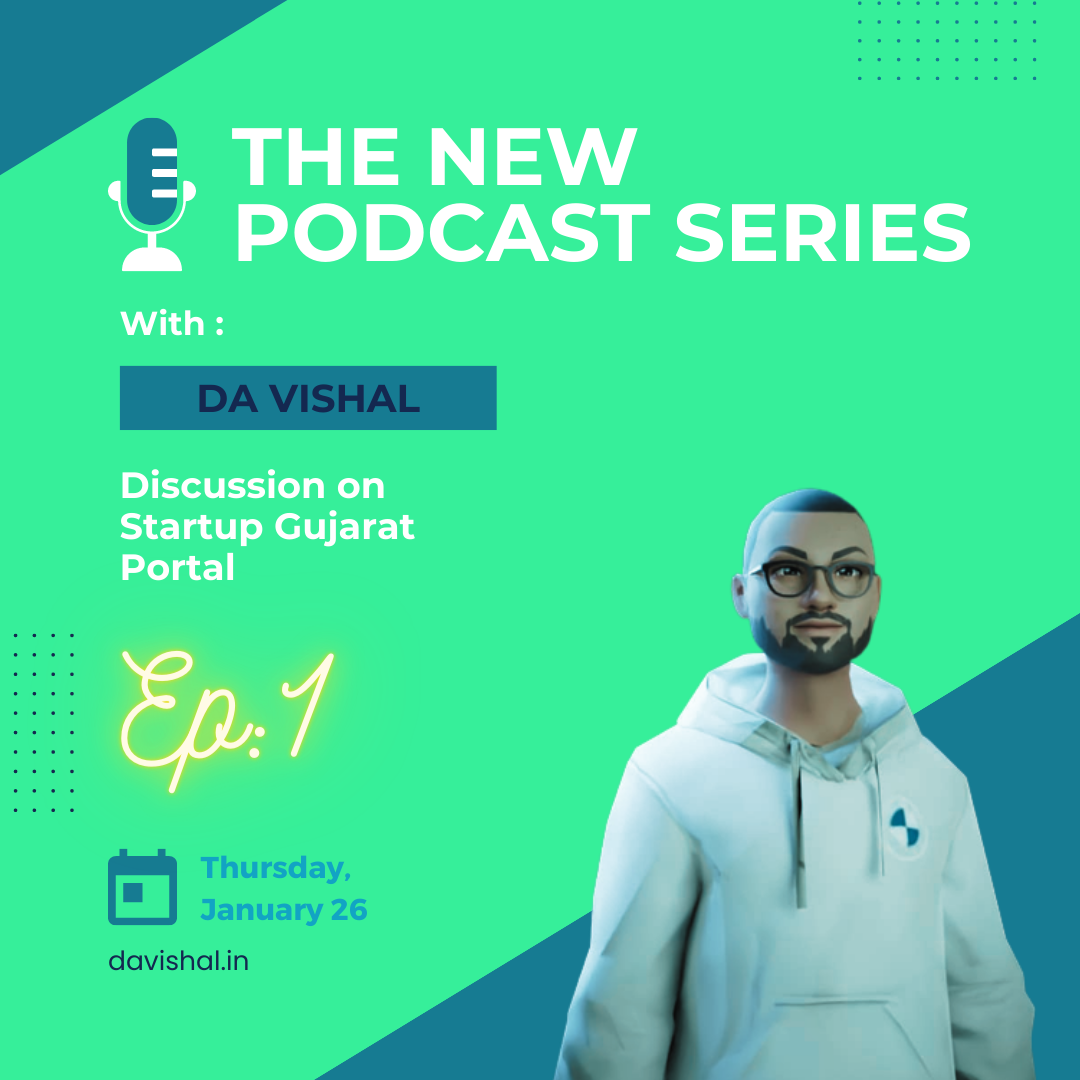 THE NEW
PODCAST SERIES
With :
DA VISHAL
Discussion on
Startup Gujarat
Portal
Ep:1
Thursday,
January 26
davishal.in